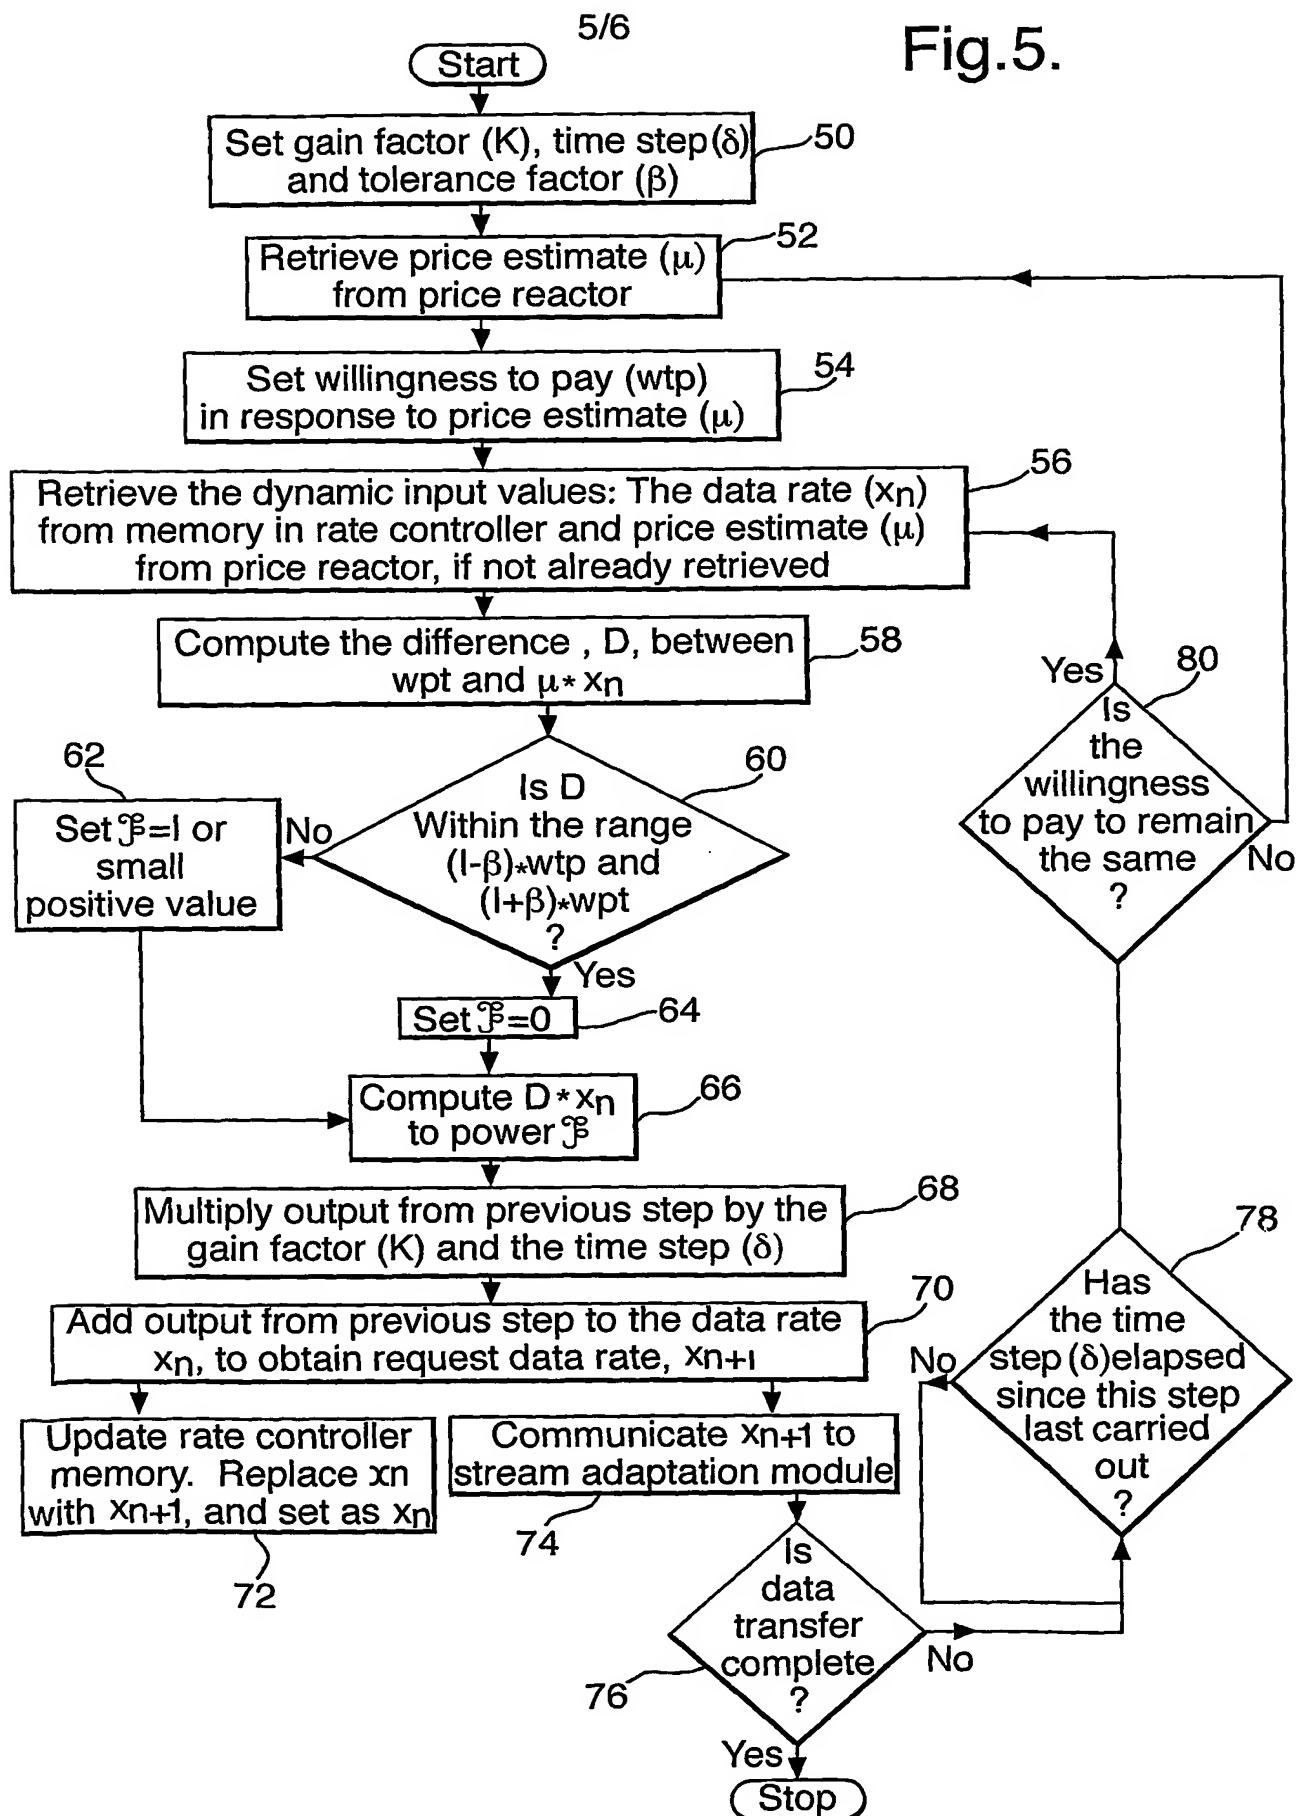 5/6
Fig.5.
Start
Set gain factor (K), time step(δ)
and tolerance factor (β)
50
Retrieve price estimate (μ)
from price reactor
52
Set willingness to pay (wtp)
in response to price estimate (μ)
54
Retrieve the dynamic input values: The data rate (xn)
from memory in rate controller and price estimate (μ)
from price reactor, if not already retrieved
56
Compute the difference , D, between
wpt and μ* xn
58
Is D
Within the range
(I-β)*wtp and
(I+β)*wpt
?
60
No
Yes
62
Set ℱ=I or
small
positive value
Set ℱ=0
64
Compute D*xn
to power ℱ
66
Multiply output from previous step by the
gain factor (K) and the time step (δ)
68
Add output from previous step to the data rate
xn, to obtain request data rate, xn+1
70
Update rate controller
memory. Replace xn
with xn+1, and set as xn
72
Communicate xn+1 to
stream adaptation module
74
Is
data
transfer
complete
?
76
No
Yes
Stop
Has
the time
step (δ)elapsed
since this step
last carried
out
?
78
No
Is
the
willingness
to pay to remain
the same
?
80
Yes
No